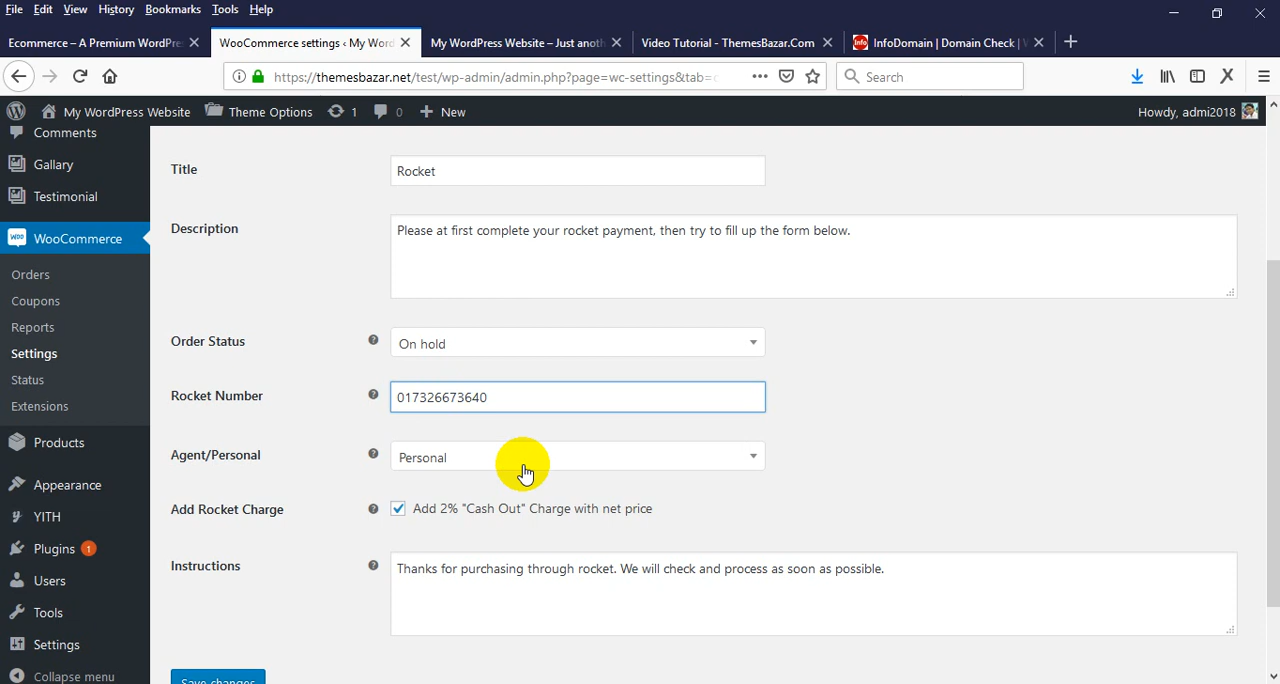 File Edit View History Bookmarks Tools Help
Ecommerce – A Premium WordPre
WooCommerce settings ‹ My Word
My WordPress Website – Just anoth
Video Tutorial - ThemesBazar.Com
Info InfoDomain | Domain Check |
https://themesbazar.net/test/wp-admin/admin.php?page=wc-settings&tab=c
Search
My WordPress Website Theme Options 1 0 New
Howdy, admi2018
Comments
Gallary
Testimonial
WooCommerce
Orders
Coupons
Reports
Settings
Status
Extensions
Products
Appearance
YITH
Plugins 1
Users
Tools
Settings
Collapse menu
Title
Rocket
Description
Please at first complete your rocket payment, then try to fill up the form below.
Order Status
On hold
Rocket Number
017326673640
Agent/Personal
Personal
Add Rocket Charge
Add 2% "Cash Out" Charge with net price
Instructions
Thanks for purchasing through rocket. We will check and process as soon as possible.
Save changes